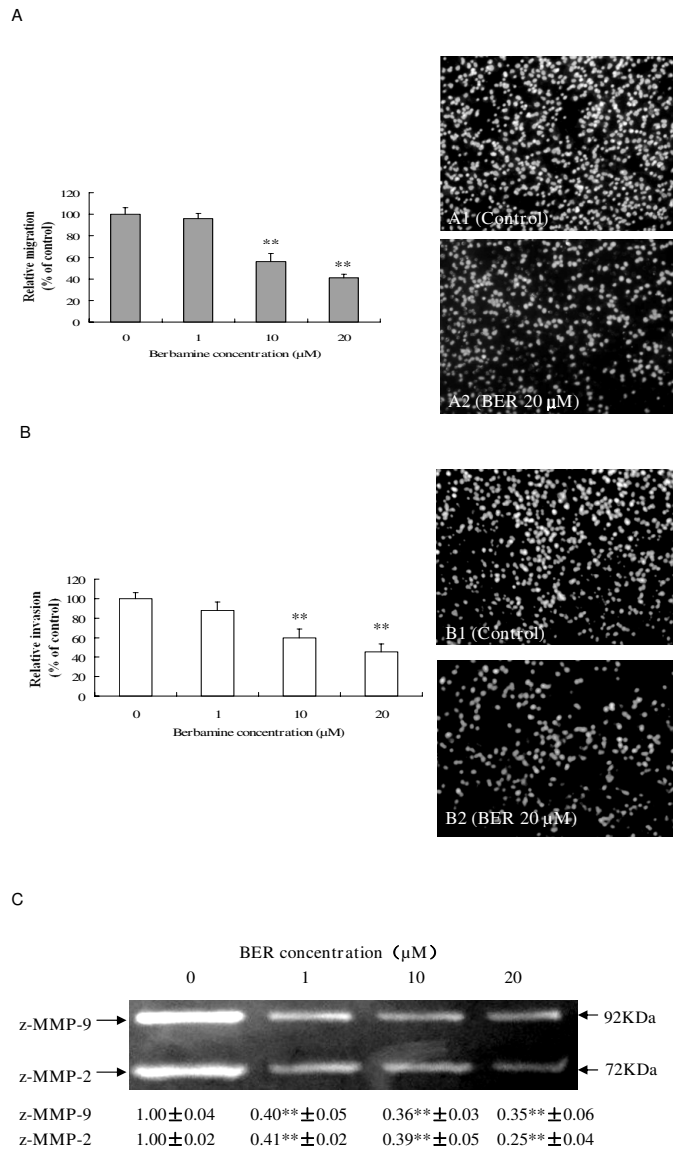 A
120
100
80
60
40
20
0
Relative migration
(% of control)
**
**
0 1 10 20
Berbamine concentration (µM)
A1 (Control)
A2 (BER 20 µM)
B
120
100
80
60
40
20
0
Relative invasion
(% of control)
**
**
0 1 10 20
Berbamine concentration (µM)
B1 (Control)
B2 (BER 20 µM)
C
BER concentration (µM)
0 1 10 20
z-MMP-9 92KDa
z-MMP-2 72KDa
z-MMP-9 1.00±0.04 0.40**±0.05 0.36**±0.03 0.35**±0.06
z-MMP-2 1.00±0.02 0.41**±0.02 0.39**±0.05 0.25**±0.04